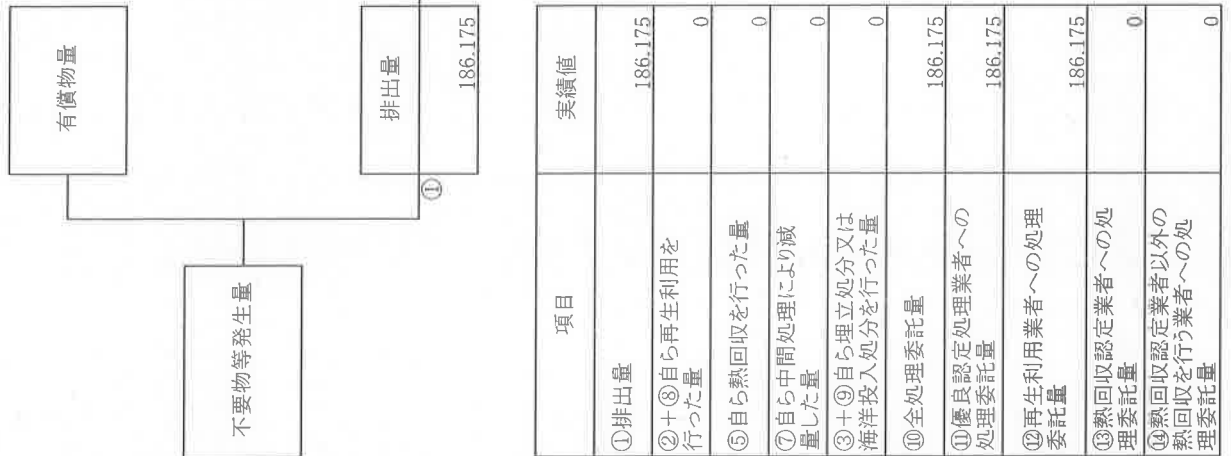 有償物量
不要物等発生量
排出量
①
186.175
項目
実績値
①排出量
186.175
②+⑧自ら再生利用を
行った量
0
⑤自ら熱回収を行った量
0
⑦自ら中間処理により減
量した量
0
③+⑨自ら埋立処分又は
海洋投入処分を行った量
0
⑩全処理委託量
186.175
⑪優良認定処理業者への
処理委託量
186.175
⑫再生利用業者への処理
委託量
186.175
⑬熱回収認定業者への処
理委託量
0
⑭熱回収認定業者以外の
熱回収を行う業者への処
理委託量
0